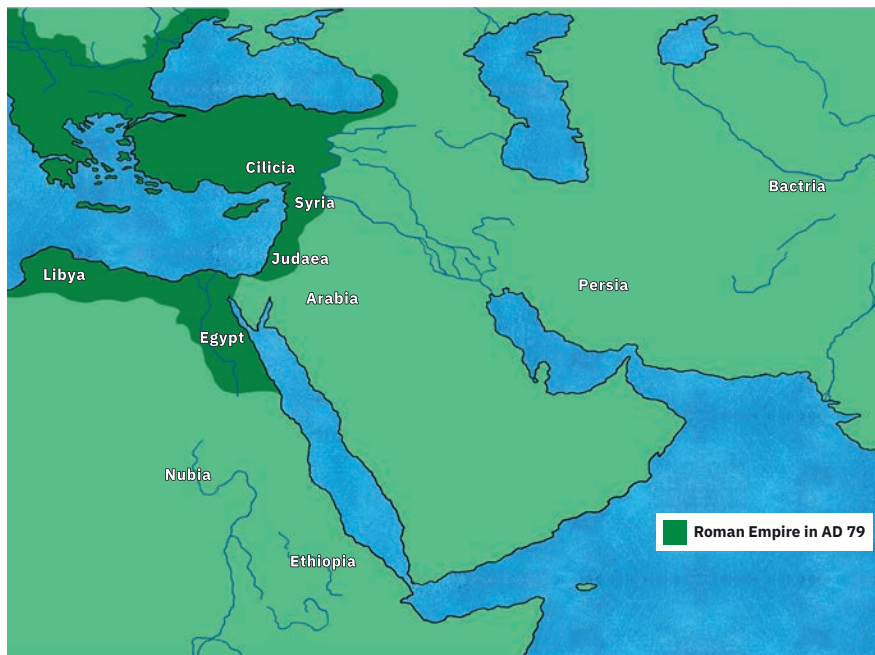 Cilicia
Bactria
Syria
Judaea
Libya
Persia
Arabia
Egypt
Nubia
Roman Empire in AD 79
Ethiopia